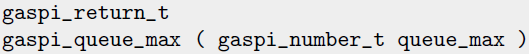 gaspi_return_t
gaspi_queue_max ( gaspi_number_t queue_max )